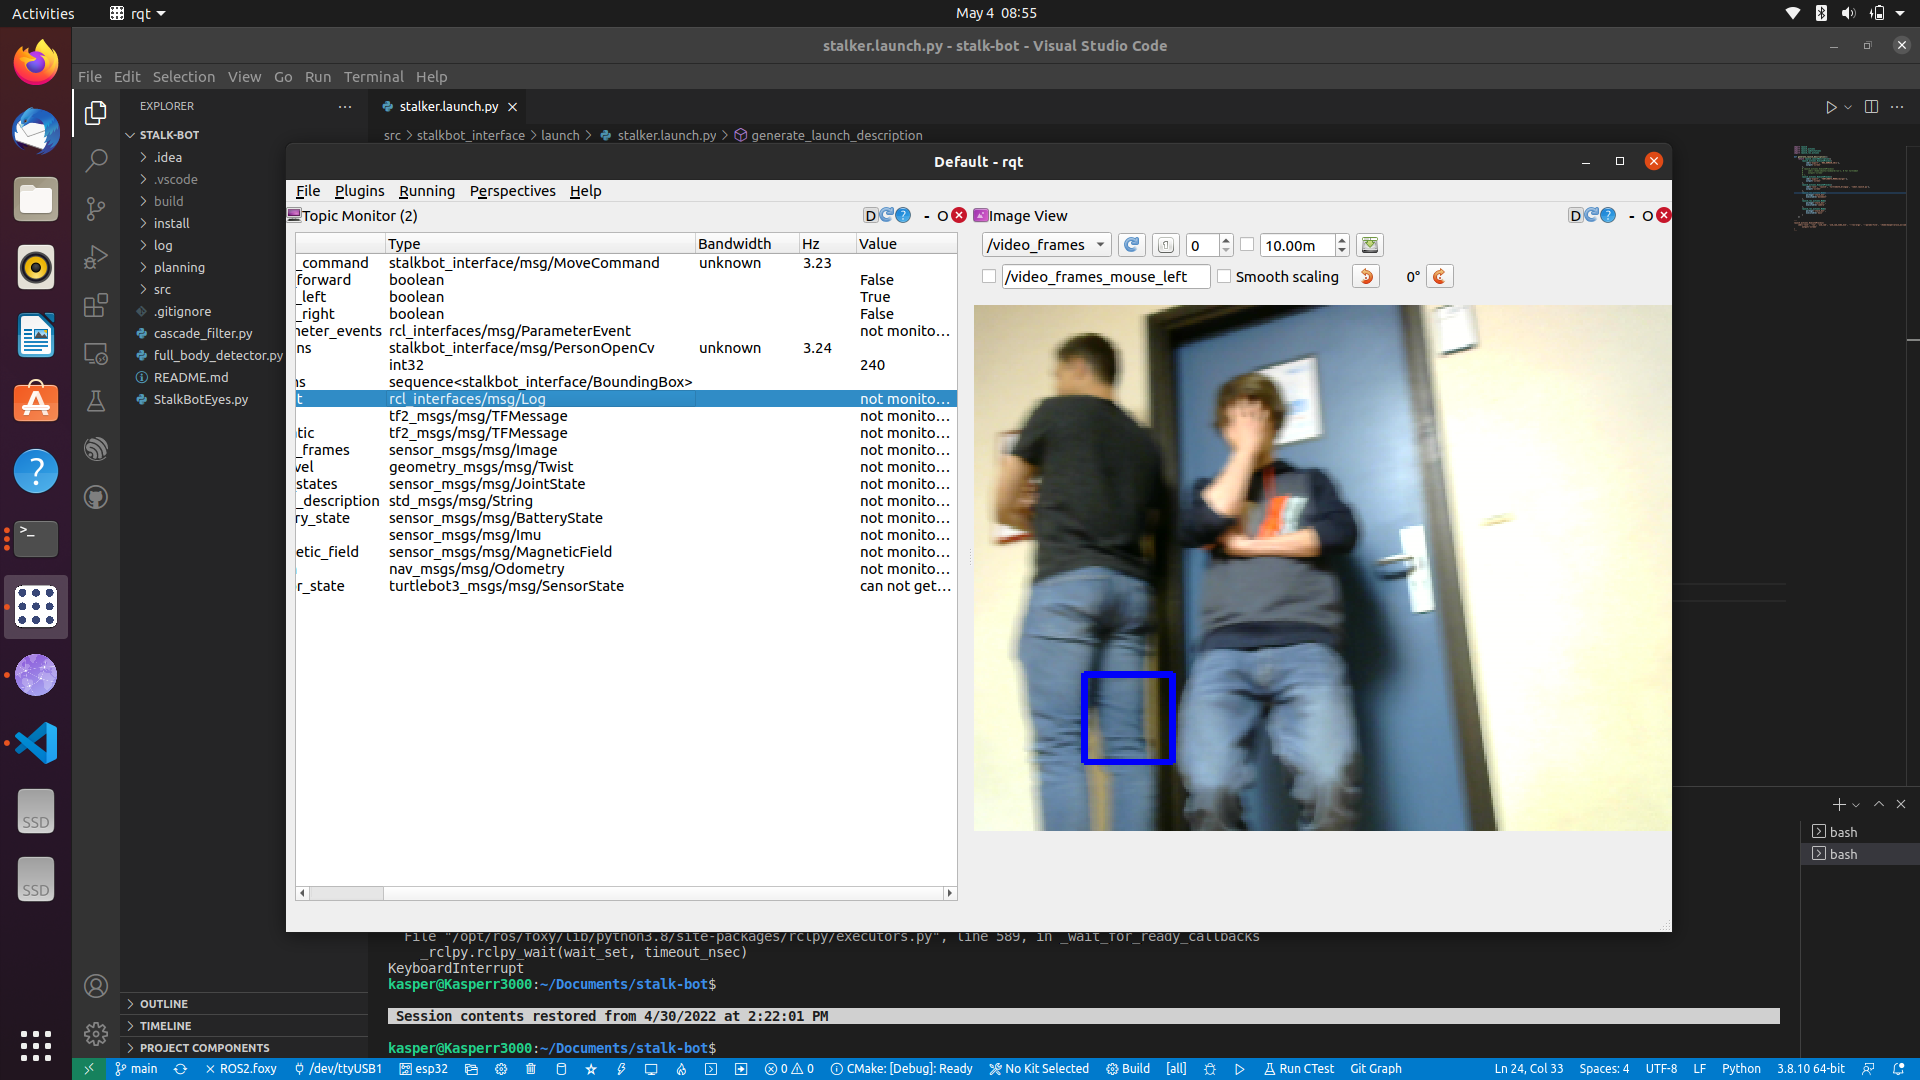 Activities
rqt
May 4  08:55
stalker.launch.py - stalk-bot - Visual Studio Code
File Edit Selection View Go Run Terminal Help
EXPLORER
stalker.launch.py
STALK-BOT
src > stalkbot_interface > launch > stalker.launch.py > generate_launch_description
.idea
.vscode
build
install
log
planning
src
.gitignore
cascade_filter.py
full_body_detector.py
README.md
StalkBotEyes.py
OUTLINE
TIMELINE
PROJECT COMPONENTS
Default - rqt
File Plugins Running Perspectives Help
Topic Monitor (2)
D
- O
Type Bandwidth Hz Value
_command stalkbot_interface/msg/MoveCommand unknown 3.23
forward boolean False
_left boolean True
_right boolean False
neter_events rcl_interfaces/msg/ParameterEvent not monito...
ns stalkbot_interface/msg/PersonOpenCv unknown 3.24
int32 240
ns sequence<stalkbot_interface/BoundingBox>
t rcl_interfaces/msg/Log not monito...
tf2_msgs/msg/TFMessage not monito...
tic tf2_msgs/msg/TFMessage not monito...
_frames sensor_msgs/msg/Image not monito...
vel geometry_msgs/msg/Twist not monito...
states sensor_msgs/msg/JointState not monito...
_description std_msgs/msg/String not monito...
ry_state sensor_msgs/msg/BatteryState not monito...
sensor_msgs/msg/Imu not monito...
etic_field sensor_msgs/msg/MagneticField not monito...
nav_msgs/msg/Odometry not monito...
r_state turtlebot3_msgs/msg/SensorState can not get...
Image View
D
- O
/video_frames 0 10.00m
/video_frames_mouse_left Smooth scaling 0°
File "/opt/ros/foxy/lib/python3.8/site-packages/rclpy/executors.py", line 589, in _wait_for_ready_callbacks
_rclpy.rclpy_wait(wait_set, timeout_nsec)
KeyboardInterrupt
kasper@Kasperr3000:~/Documents/stalk-bot$
Session contents restored from 4/30/2022 at 2:22:01 PM
kasper@Kasperr3000:~/Documents/stalk-bot$
bash
bash
SSD
SSD
main ROS2.foxy /dev/ttyUSB1 esp32 0 0 CMake: [Debug]: Ready No Kit Selected Build [all] Run CTest Git Graph Ln 24, Col 33 Spaces: 4 UTF-8 LF Python 3.8.10 64-bit